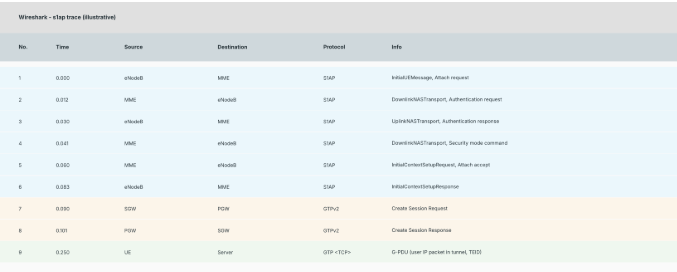 Wireshark - s1ap trace (illustrative)
No. Time Source Destination Protocol Info
1 0.000 eNodeB MME S1AP InitialUEMessage, Attach request
2 0.012 MME eNodeB S1AP DownlinkNASTransport, Authentication request
3 0.030 eNodeB MME S1AP UplinkNASTransport, Authentication response
4 0.041 MME eNodeB S1AP DownlinkNASTransport, Security mode command
5 0.060 MME eNodeB S1AP InitialContextSetupRequest, Attach accept
6 0.083 eNodeB MME S1AP InitialContextSetupResponse
7 0.090 SGW PGW GTPv2 Create Session Request
8 0.101 PGW SGW GTPv2 Create Session Response
9 0.250 UE Server GTP <TCP> G-PDU (user IP packet in tunnel, TEID)